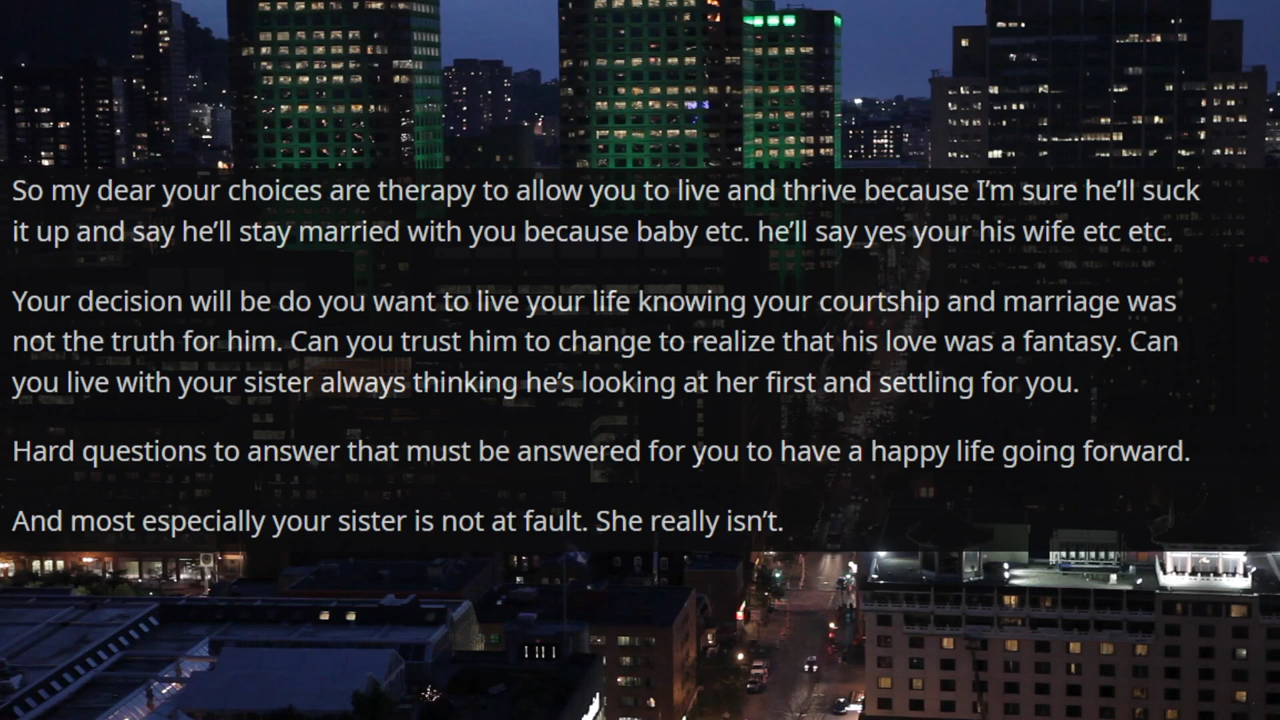 So my dear your choices are therapy to allow you to live and thrive because I’m sure he’ll suck
it up and say he’ll stay married with you because baby etc. he’ll say yes your his wife etc etc.
Your decision will be do you want to live your life knowing your courtship and marriage was
not the truth for him. Can you trust him to change to realize that his love was a fantasy. Can
you live with your sister always thinking he’s looking at her first and settling for you.
Hard questions to answer that must be answered for you to have a happy life going forward.
And most especially your sister is not at fault. She really isn’t.